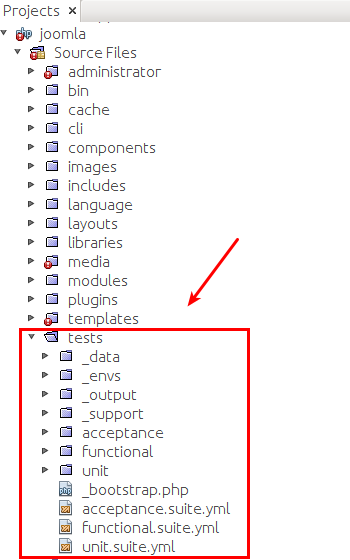 Projects
joomla
Source Files
administrator
bin
cache
cli
components
images
includes
language
layouts
libraries
media
modules
plugins
templates
tests
_data
_envs
_output
_support
acceptance
functional
unit
_bootstrap.php
acceptance.suite.yml
functional.suite.yml
unit.suite.yml